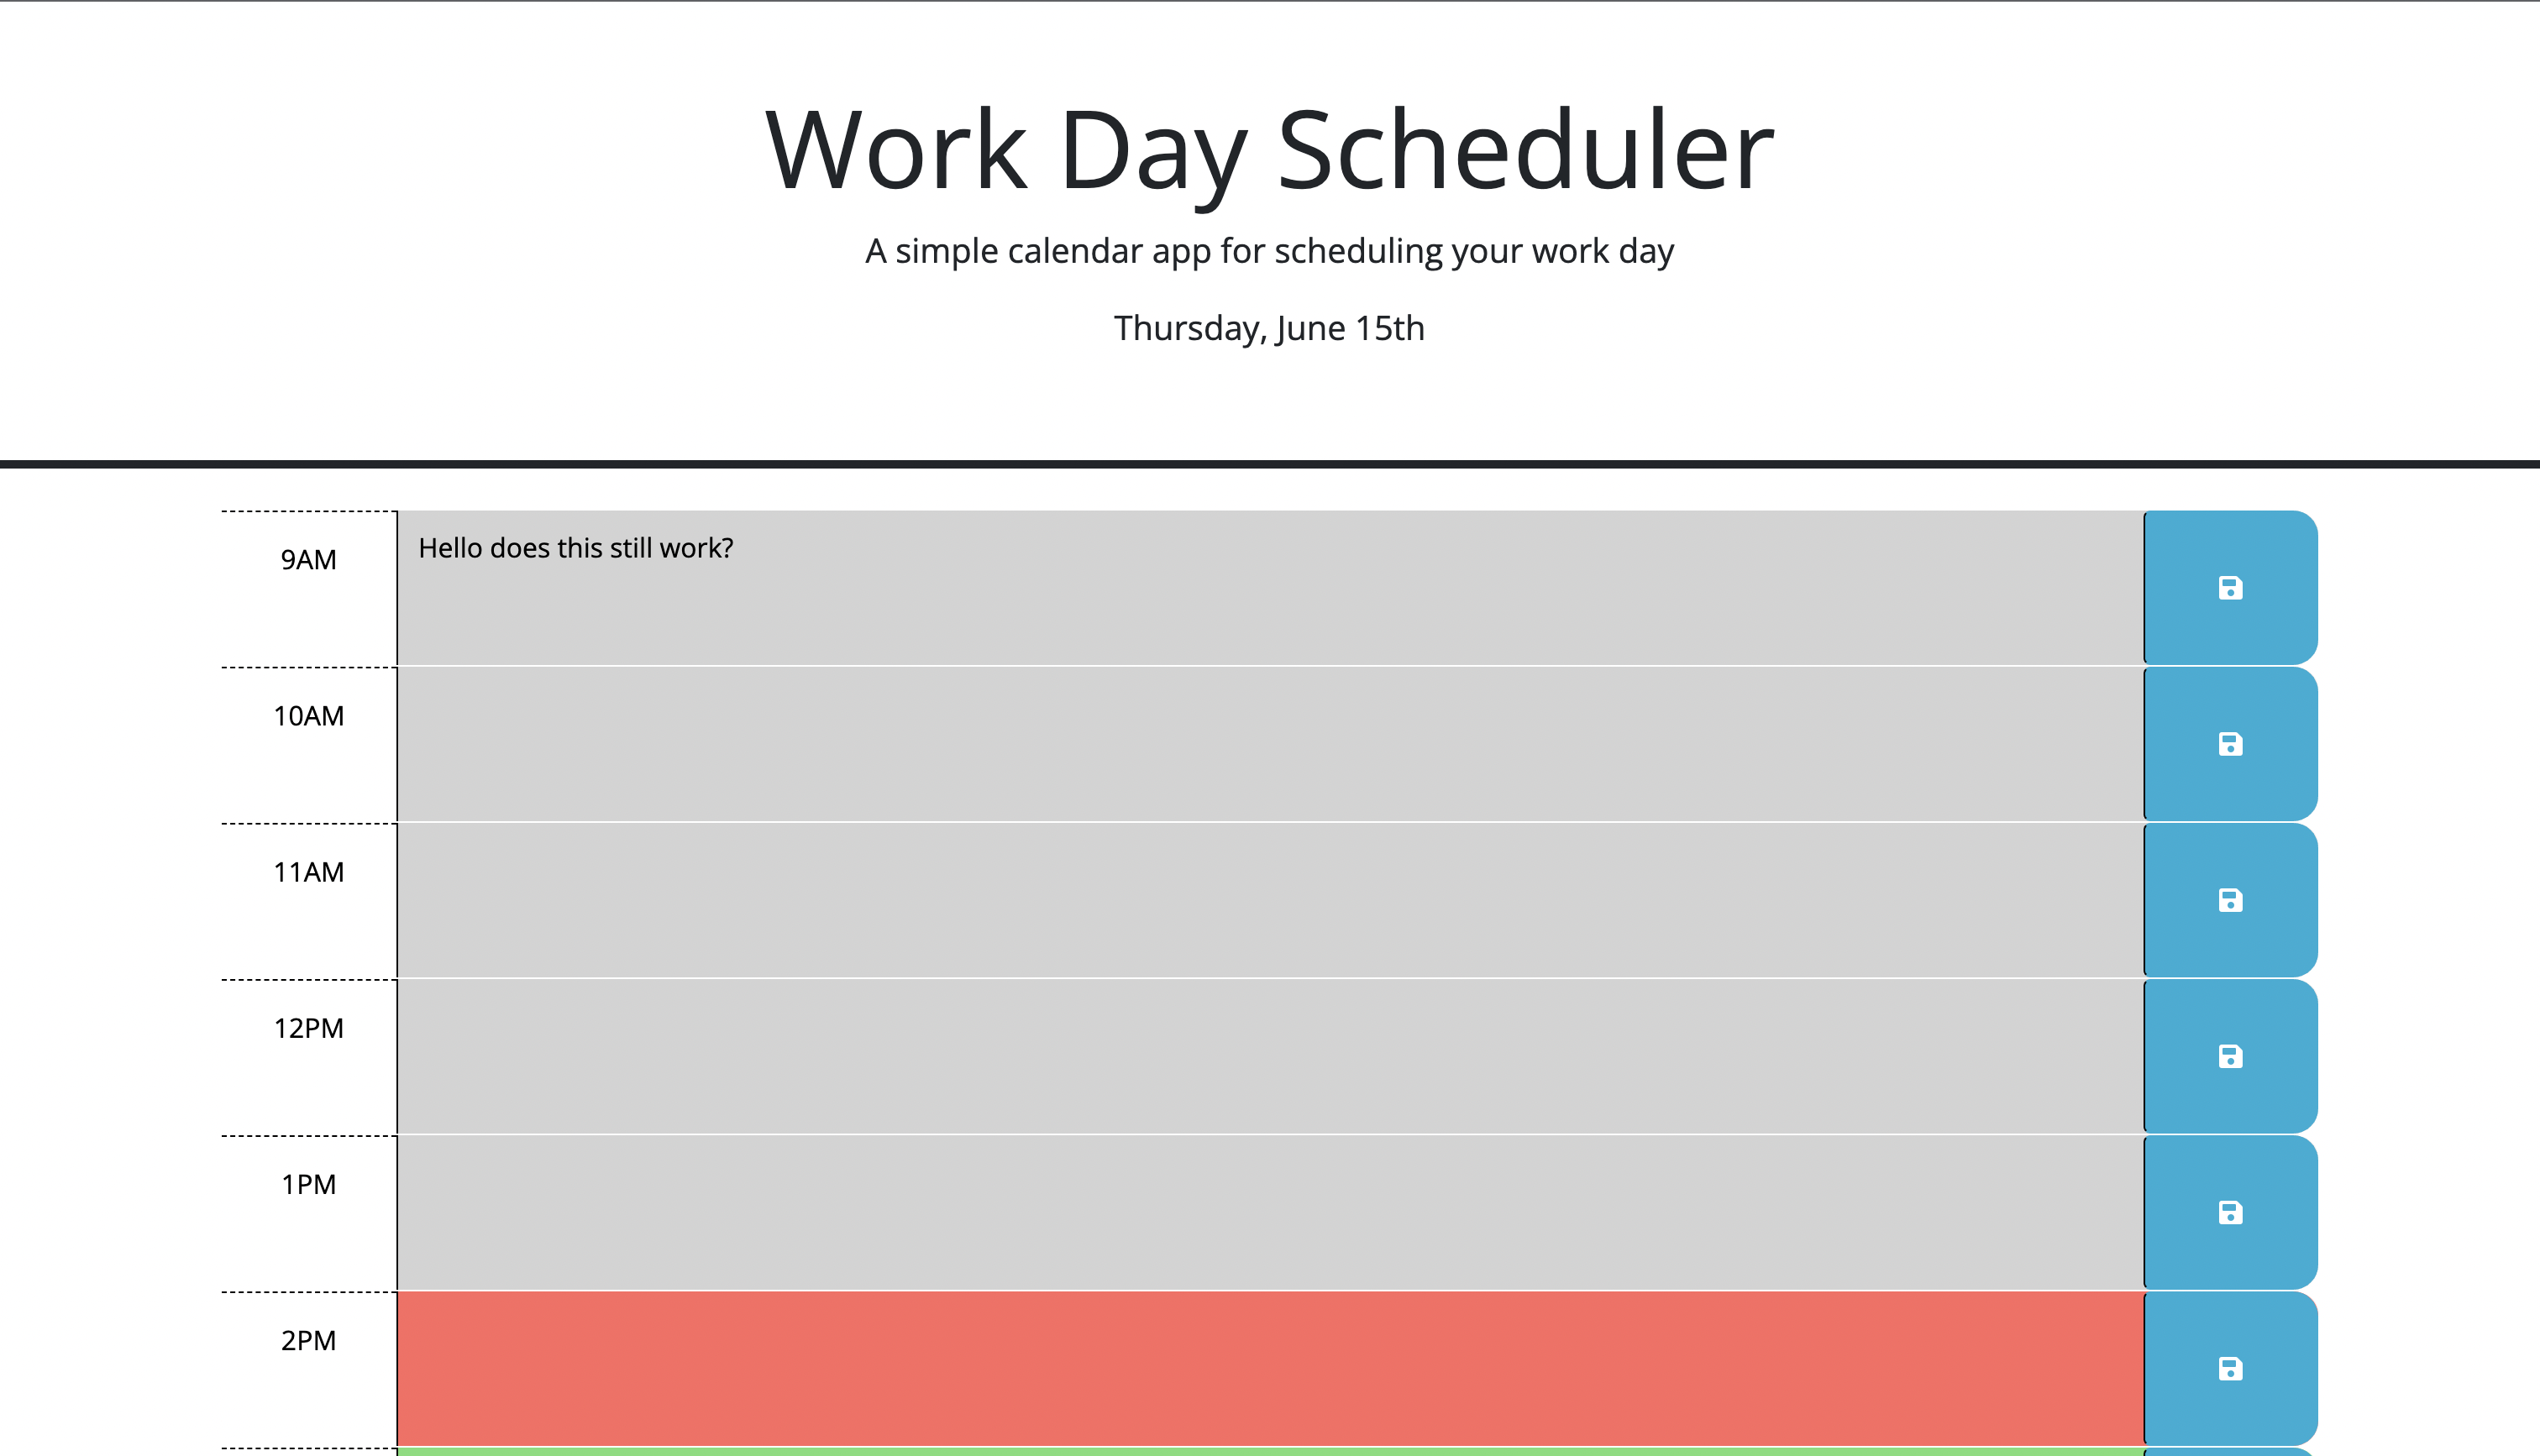 Work Day Scheduler
A simple calendar app for scheduling your work day
Thursday, June 15th
9AM
Hello does this still work?
10AM
11AM
12PM
1PM
2PM